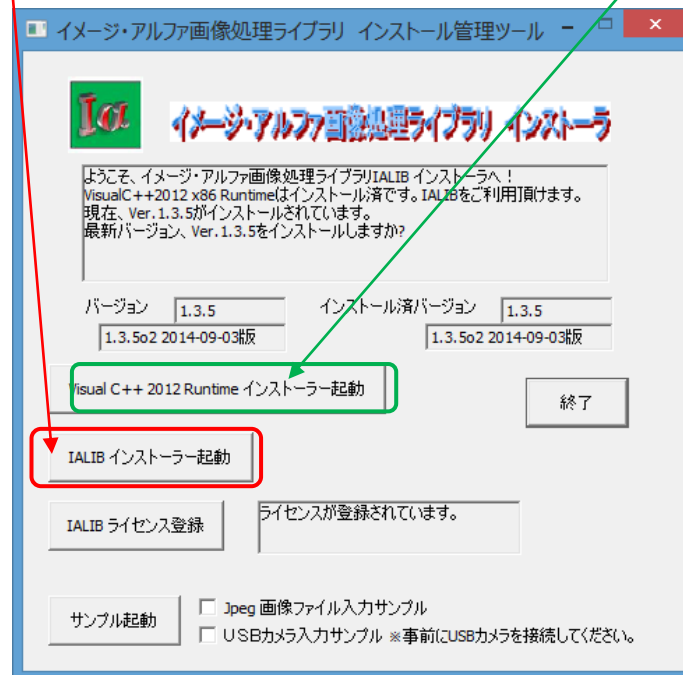 イメージ・アルファ画像処理ライブラリ インストール管理ツール
Iα
イメージ・アルファ画像処理ライブラリ インストーラ
ようこそ、イメージ・アルファ画像処理ライブラリIALIB インストーラへ!
VisualC++2012 x86 Runtimeはインストール済です。IALIBをご利用頂けます。
現在、Ver.1.3.5がインストールされています。
最新バージョン、Ver.1.3.5をインストールしますか?
バージョン 1.3.5 インストール済バージョン 1.3.5
1.3.5o2 2014-09-03版 1.3.5o2 2014-09-03版
Visual C++ 2012 Runtime インストーラー起動
終了
IALIB インストーラー起動
IALIB ライセンス登録 ライセンスが登録されています。
サンプル起動
Jpeg 画像ファイル入力サンプル
USBカメラ入力サンプル ※事前にUSBカメラを接続してください。